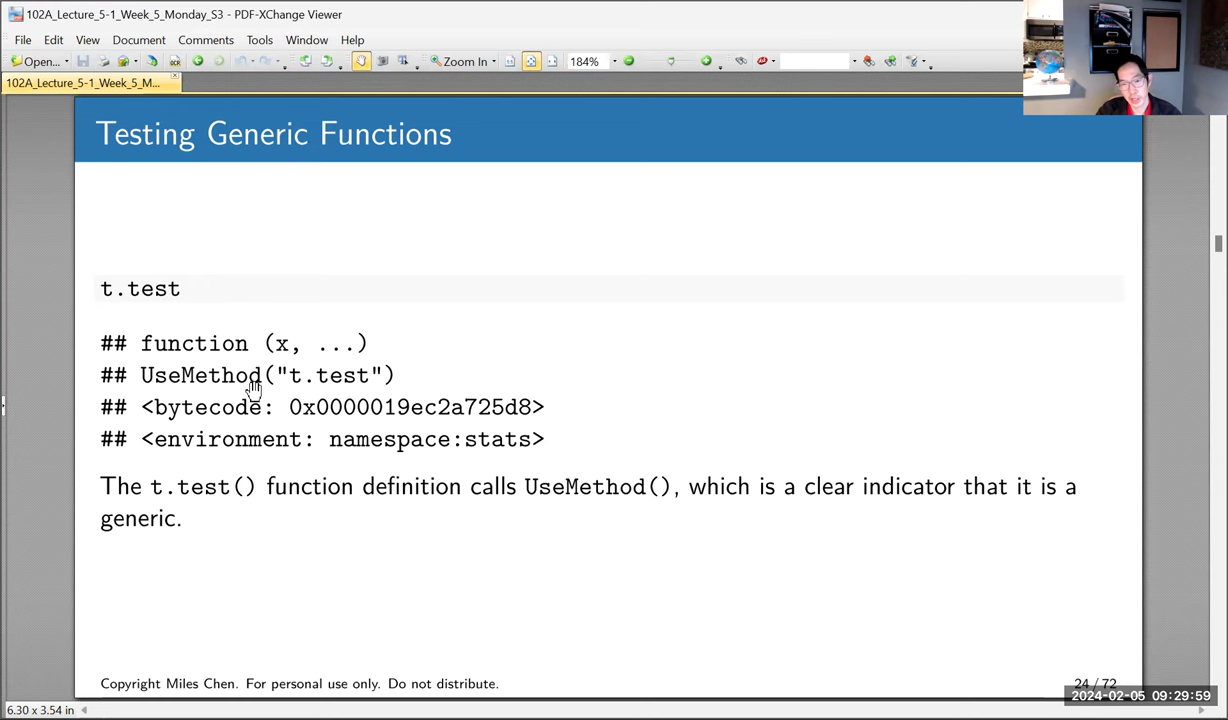 102A_Lecture_5-1_Week_5_Monday_S3 - PDF-XChange Viewer
File Edit View Document Comments Tools Window Help
Open... OCR Zoom In 184%
102A_Lecture_5-1_Week_5_M...
Testing Generic Functions
t.test
## function (x, ...)
## UseMethod("t.test")
## <bytecode: 0x0000019ec2a725d8>
## <environment: namespace:stats>
The t.test() function definition calls UseMethod(), which is a clear indicator that it is a
generic.
Copyright Miles Chen. For personal use only. Do not distribute.
24 / 72
2024-02-05 09:29:59
6.30 x 3.54 in